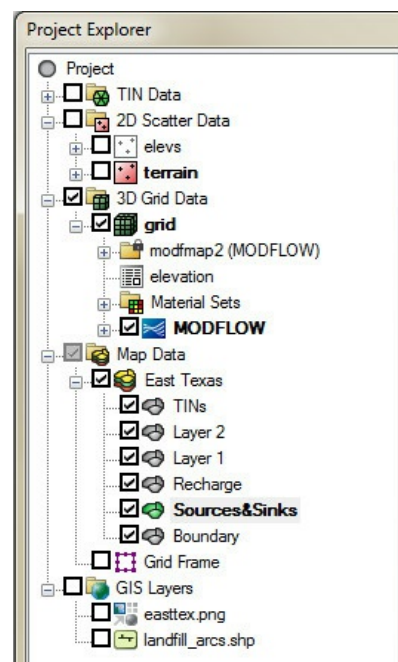 Project Explorer
Project
TIN Data
2D Scatter Data
elevs
terrain
3D Grid Data
grid
modfmap2 (MODFLOW)
elevation
Material Sets
MODFLOW
Map Data
East Texas
TINs
Layer 2
Layer 1
Recharge
Sources&Sinks
Boundary
Grid Frame
GIS Layers
easttex.png
landfill_arcs.shp